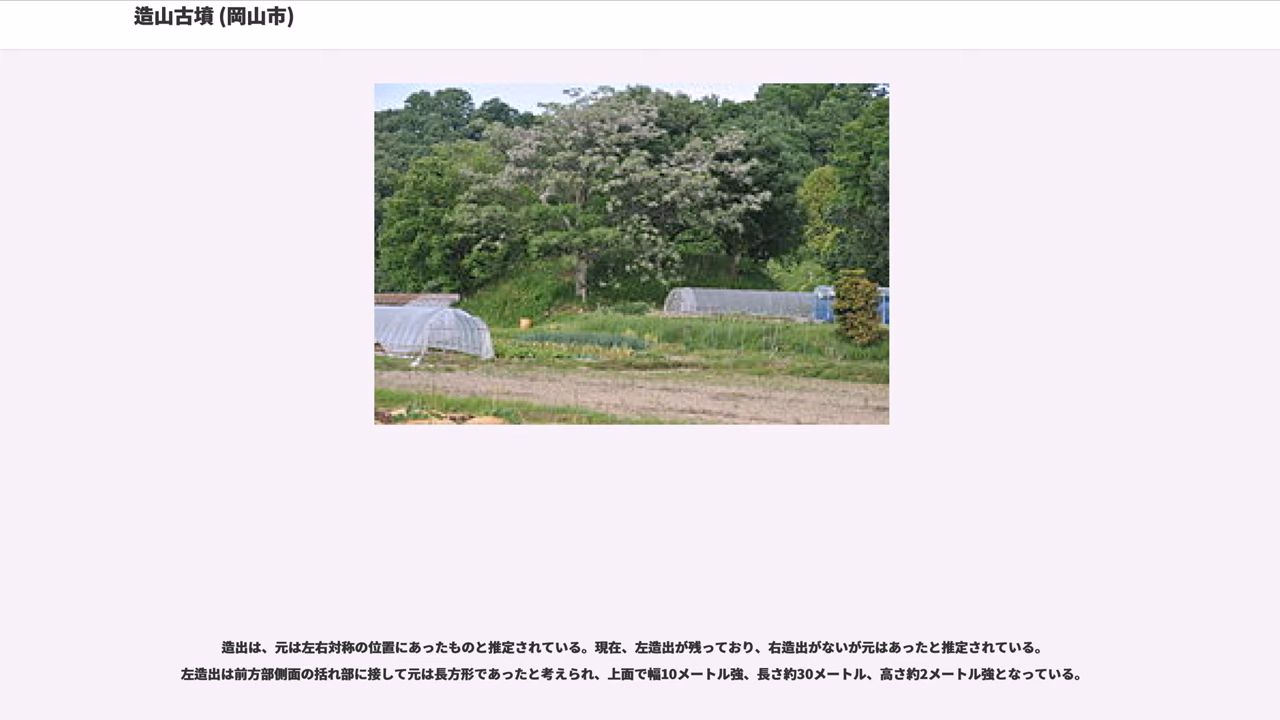 造山古墳 (岡山市)
造出は、元は左右対称の位置にあったものと推定されている。現在、左造出が残っており、右造出がないが元はあったと推定されている。
左造出は前方部側面の括れ部に接して元は長方形であったと考えられ、上面で幅10メートル強、長さ約30メートル、高さ約2メートル強となっている。